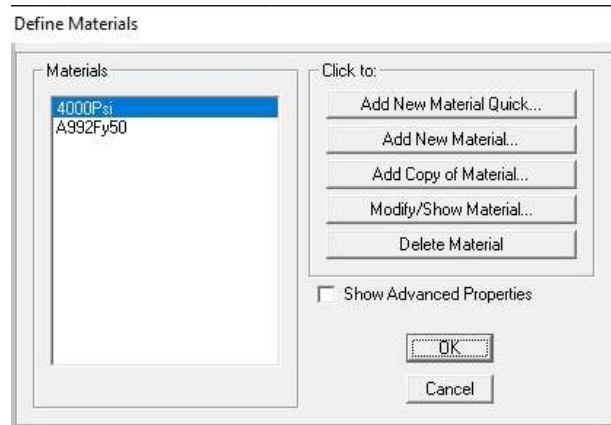 Define Materials
Materials
4000Psi
A992Fy50
Click to:
Add New Material Quick...
Add New Material...
Add Copy of Material...
Modify/Show Material...
Delete Material
Show Advanced Properties
OK
Cancel